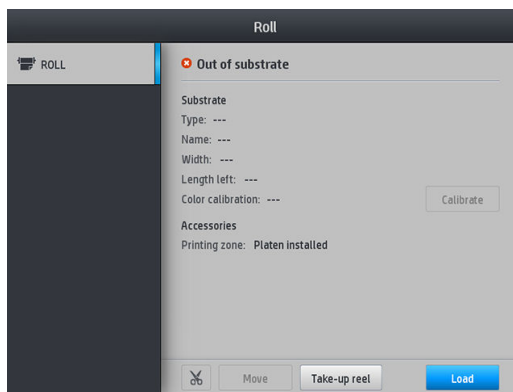 Roll
ROLL
Out of substrate
Substrate
Type: ---
Name: ---
Width: ---
Length left: ---
Color calibration: ---
Calibrate
Accessories
Printing zone: Platen installed
Move
Take-up reel
Load